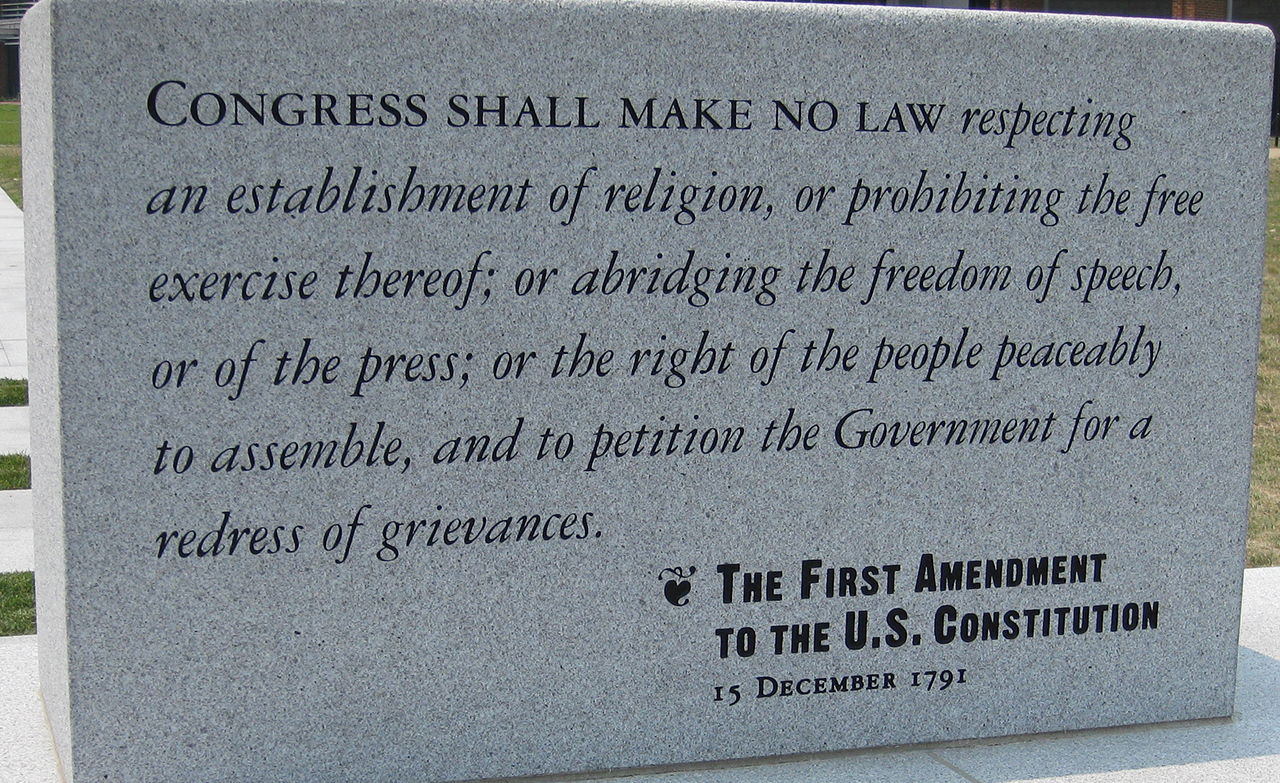 CONGRESS SHALL MAKE NO LAW respecting
an establishment of religion, or prohibiting the free
exercise thereof; or abridging the freedom of speech,
or of the press; or the right of the people peaceably
to assemble, and to petition the Government for a
redress of grievances.
❦ THE FIRST AMENDMENT
TO THE U.S. CONSTITUTION
15 DECEMBER 1791